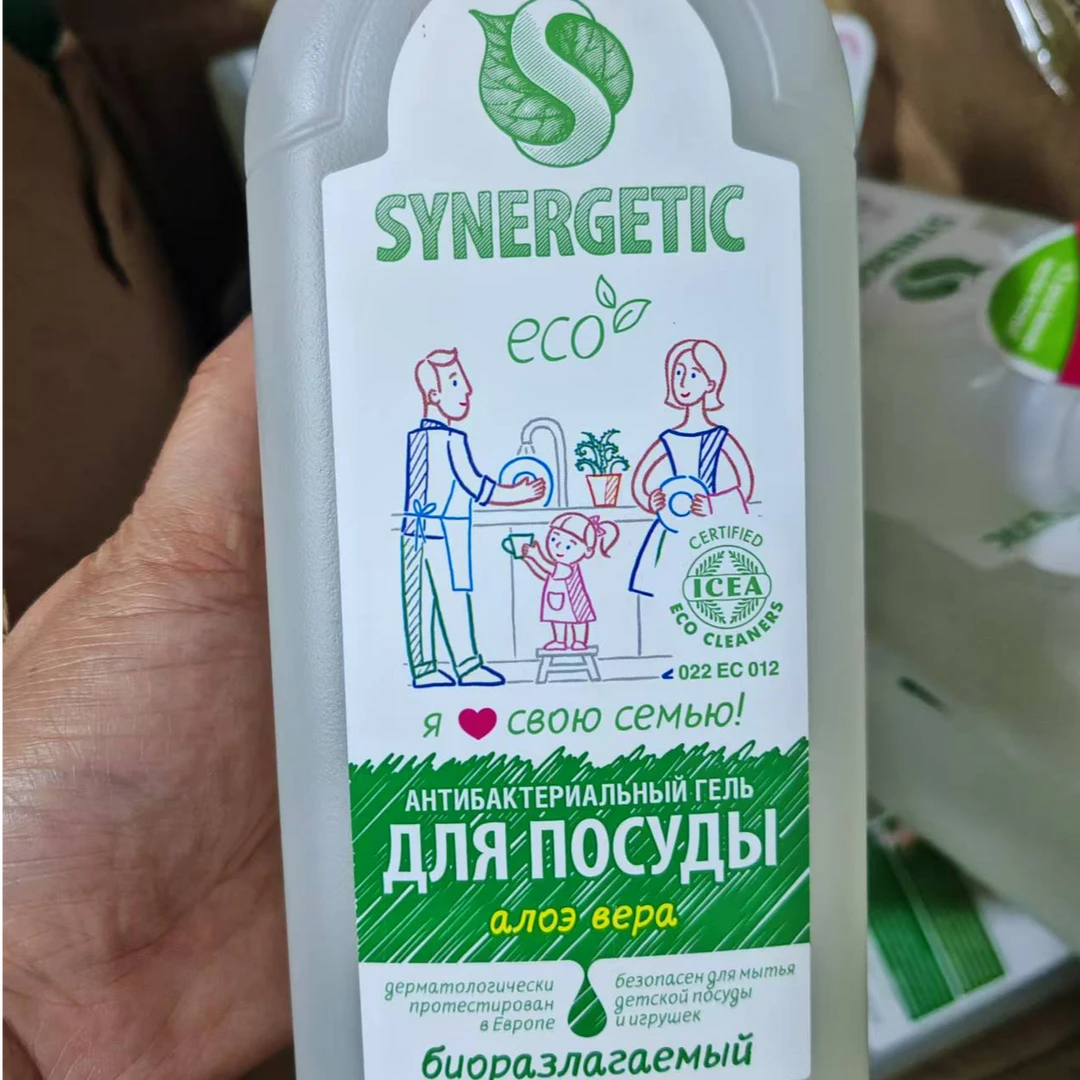 SYNERGETIC
eco
CERTIFIED
ICEA
ECO CLEANERS
022 EC 012
я ❤ свою семью!
АНТИБАКТЕРИАЛЬНЫЙ ГЕЛЬ
ДЛЯ ПОСУДЫ
алоэ вера
дерматологически
протестирован
в Европе
безопасен для мытья
детской посуды
и игрушек
биоразлагаемый